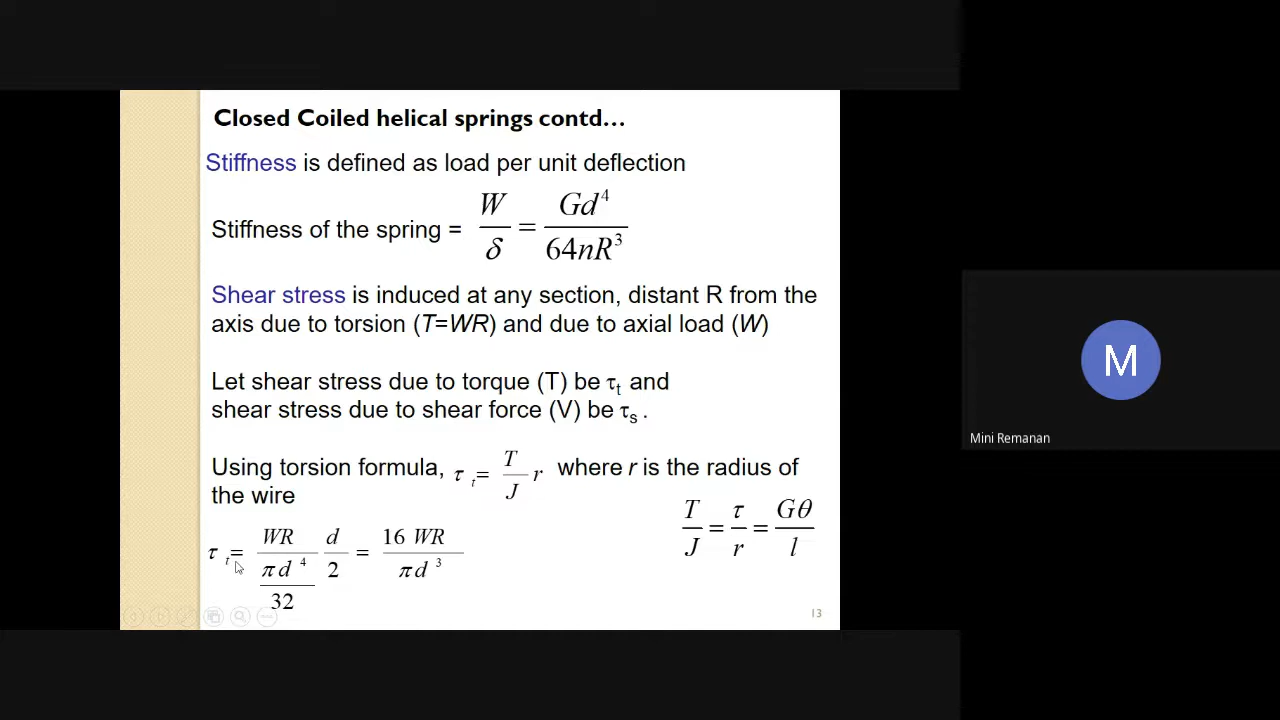 Closed Coiled helical springs contd...
Stiffness is defined as load per unit deflection
Stiffness of the spring = W/δ = Gd⁴/64nR³
Shear stress is induced at any section, distant R from the
axis due to torsion (T=WR) and due to axial load (W)
Let shear stress due to torque (T) be τt and
shear stress due to shear force (V) be τs .
Using torsion formula, τt = T/J r where r is the radius of
the wire
T/J = τ/r = Gθ/l
τt = WR/(πd⁴/32) d/2 = 16 WR/πd³
13
M
Mini Remanan